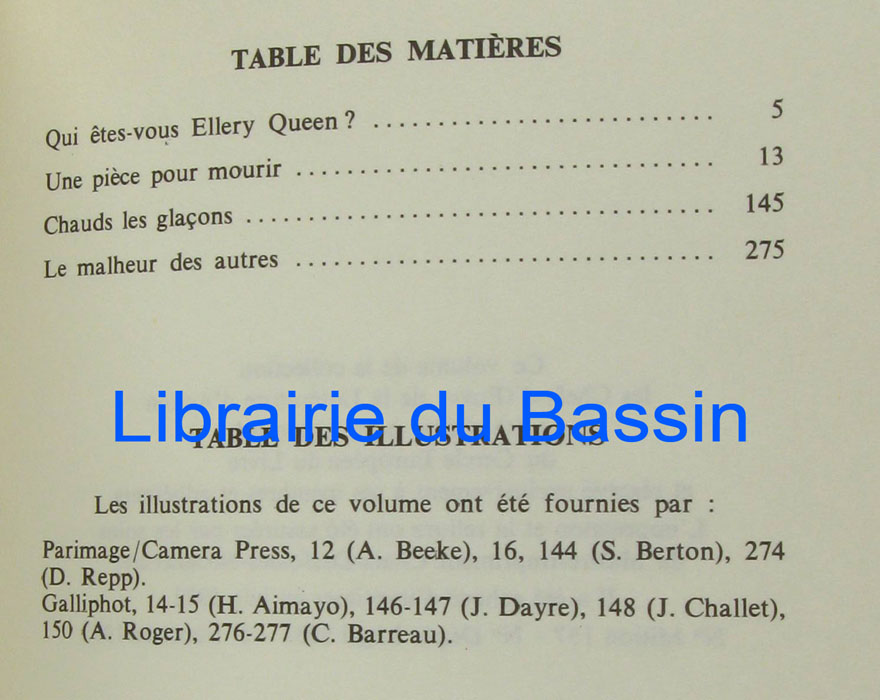 TABLE DES MATIÈRES
Qui êtes-vous Ellery Queen ? ................................ 5
Une pièce pour mourir ................................ 13
Chauds les glaçons ................................ 145
Le malheur des autres ................................ 275
Librairie du Bassin
TABLE DES ILLUSTRATIONS
Les illustrations de ce volume ont été fournies par :
Parimage/Camera Press, 12 (A. Beeke), 16, 144 (S. Berton), 274
(D. Repp).
Galliphot, 14-15 (H. Aimayo), 146-147 (J. Dayre), 148 (J. Challet),
150 (A. Roger), 276-277 (C. Barreau).